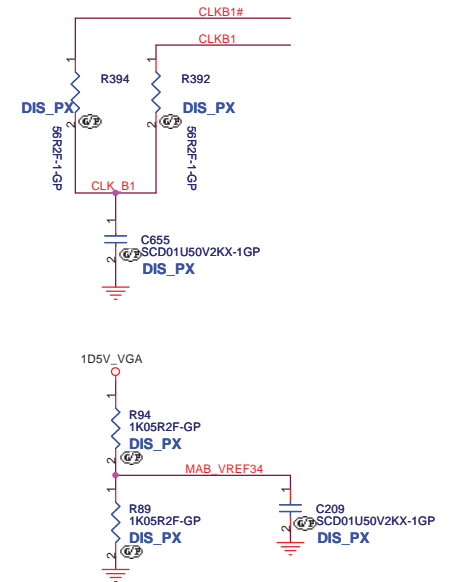 CLKB1#
CLKB1
1
1
R394
R392
DIS_PX
DIS_PX
2
G/P
2
G/P
56R2F-1-GP
56R2F-1-GP
CLK_B1
1
C655
G/P
SCD01U50V2KX-1GP
2
DIS_PX
1D5V_VGA
1
R94
1K05R2F-GP
DIS_PX
2
G/P
MAB_VREF34
1
1
R89
C209
1K05R2F-GP
G/P
SCD01U50V2KX-1GP
2
DIS_PX
DIS_PX
2
G/P